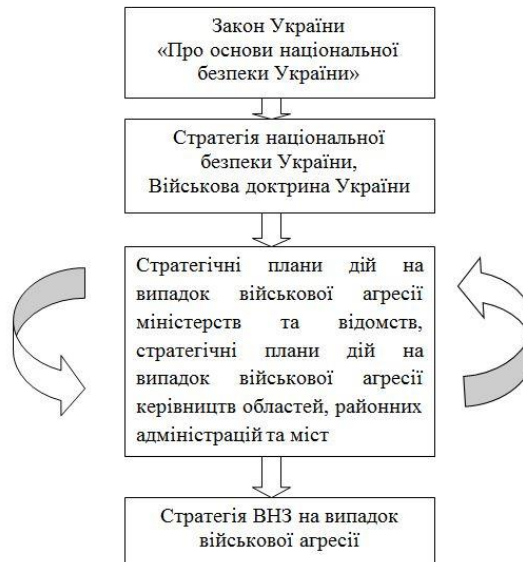 Закон України
«Про основи національної
безпеки України»
Стратегія національної
безпеки України,
Військова доктрина України
Стратегічні плани дій на
випадок військової агресії
міністерств та відомств,
стратегічні плани дій на
випадок військової агресії
керівництв областей, районних
адміністрацій та міст
Стратегія ВНЗ на випадок
військової агресії